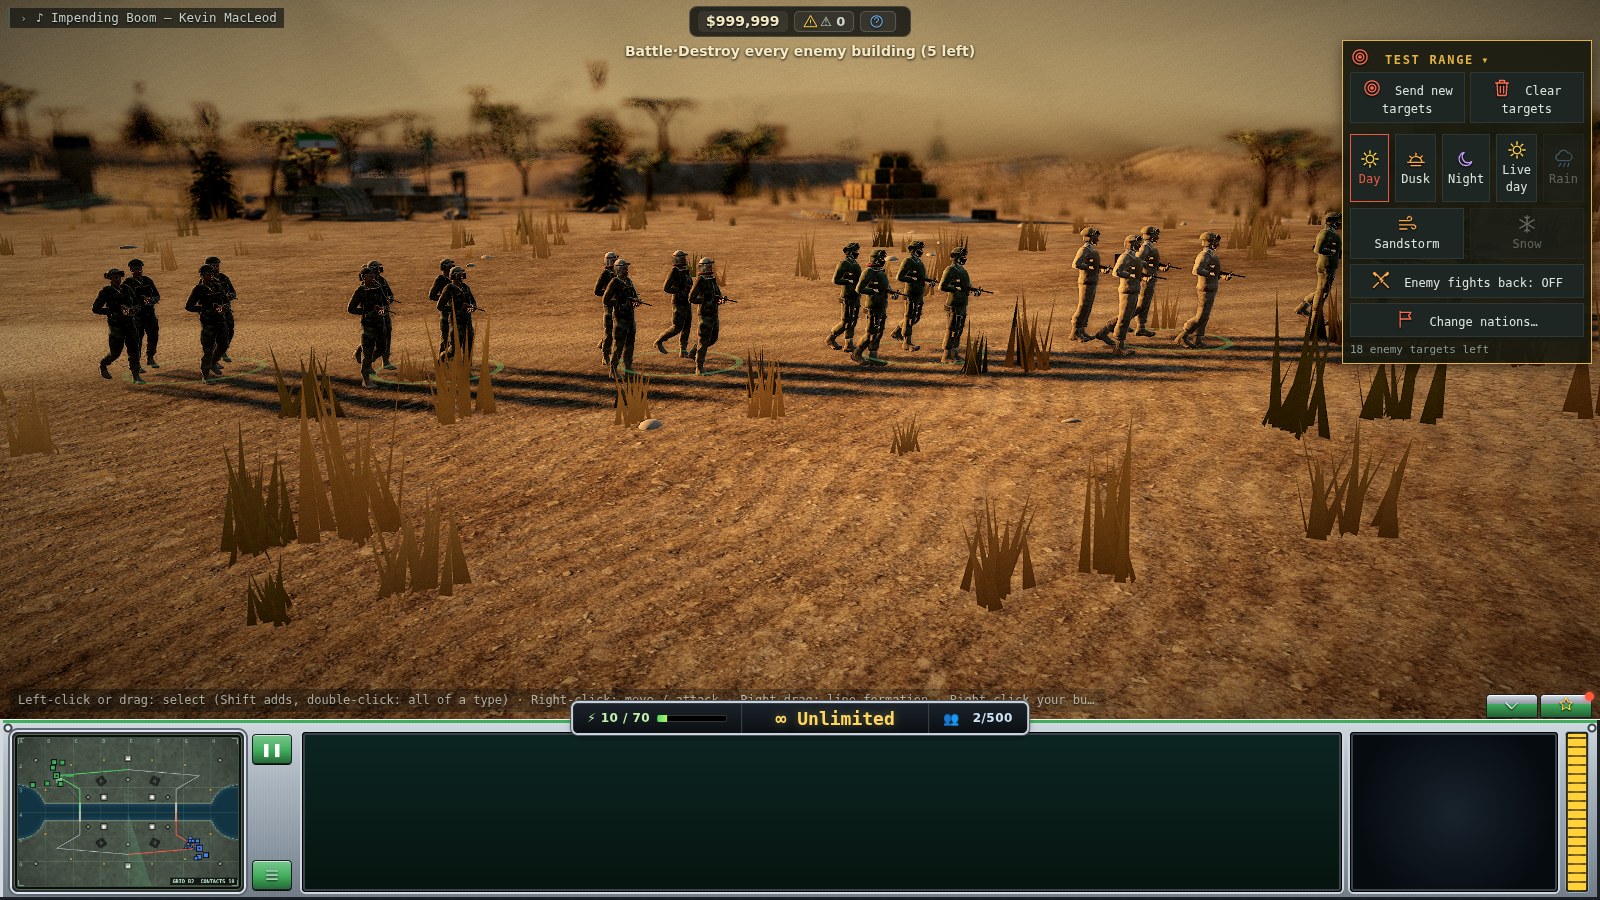 › ♪ Impending Boom — Kevin MacLeod
$999,999
⚠ 0
Battle·Destroy every enemy building (5 left)
TEST RANGE ▾
Send new targets
Clear targets
Day
Dusk
Night
Live day
Rain
Sandstorm
Snow
Enemy fights back: OFF
Change nations…
18 enemy targets left
Left-click or drag: select (Shift adds, double-click: all of a type) · Right-click: move / attack · Right-drag: line formation · Right-click your bu…
⚡ 10 / 70
∞ Unlimited
2/500